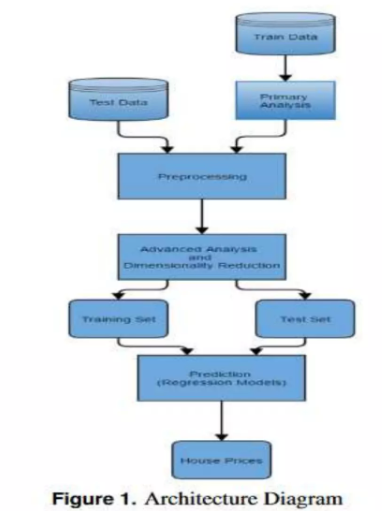 Train Data
Test Data
Primary
Analysis
Preprocessing
Advanced Analysis
and
Dimensionality Reduction
Training Set
Test Set
Prediction
(Regression Models)
House Prices
Figure 1. Architecture Diagram